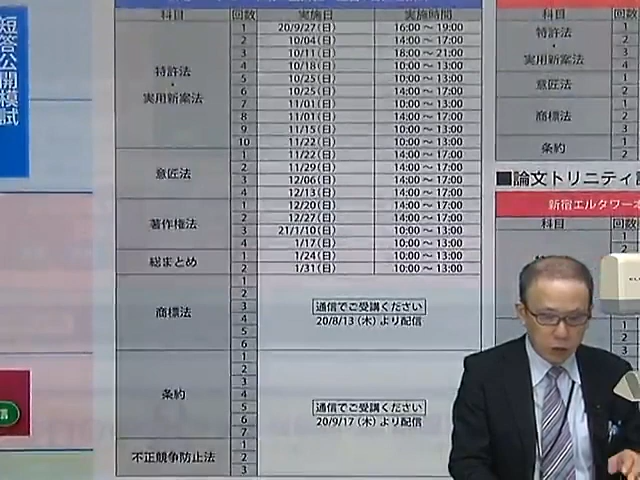 短答公開模試
科目 回数 実施日 実施時間
特許法・実用新案法
1 20/9/27(日) 16:00～19:00
2 10/04(日) 14:00～17:00
3 10/11(日) 18:00～21:00
4 10/18(日) 10:00～13:00
5 10/25(日) 10:00～13:00
6 10/25(日) 14:00～17:00
7 11/01(日) 10:00～13:00
8 11/01(日) 14:00～17:00
9 11/15(日) 10:00～13:00
10 11/22(日) 10:00～13:00
意匠法
1 11/22(日) 14:00～17:00
2 11/29(日) 14:00～17:00
3 12/06(日) 14:00～17:00
4 12/13(日) 14:00～17:00
著作権法
1 12/20(日) 14:00～17:00
2 12/27(日) 14:00～17:00
3 21/1/10(日) 10:00～13:00
4 1/17(日) 10:00～13:00
総まとめ
1 1/24(日) 10:00～13:00
2 1/31(日) 10:00～13:00
商標法
1
2
3
4
5
6
通信でご受講ください
20/8/13(木)より配信
条約
1
2
3
4
5
6
7
通信でご受講ください
20/9/17(木)より配信
不正競争防止法
1
2
3
科目 回数
特許法・実用新案法
意匠法
商標法
条約
■論文トリニティ
新宿エルタワー
科目 回数